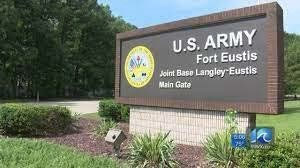 U.S. ARMY
Fort Eustis
Joint Base Langley-Eustis
Main Gate